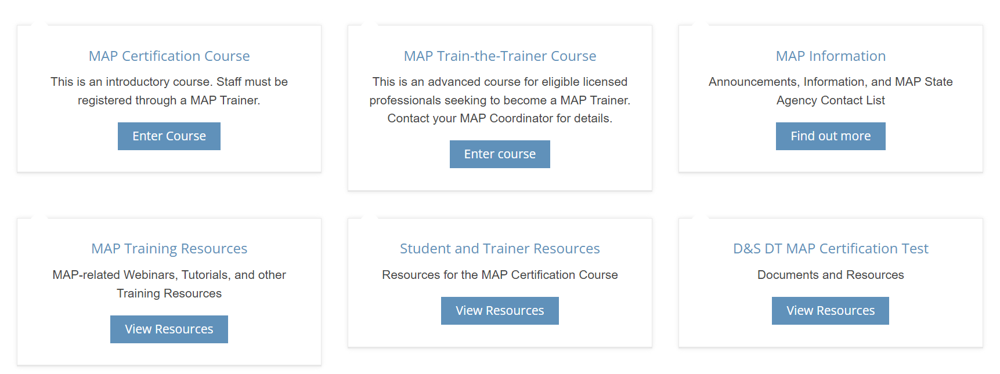 MAP Certification Course
This is an introductory course. Staff must be
registered through a MAP Trainer.
Enter Course
MAP Train-the-Trainer Course
This is an advanced course for eligible licensed
professionals seeking to become a MAP Trainer.
Contact your MAP Coordinator for details.
Enter course
MAP Information
Announcements, Information, and MAP State
Agency Contact List
Find out more
MAP Training Resources
MAP-related Webinars, Tutorials, and other
Training Resources
View Resources
Student and Trainer Resources
Resources for the MAP Certification Course
View Resources
D&S DT MAP Certification Test
Documents and Resources
View Resources